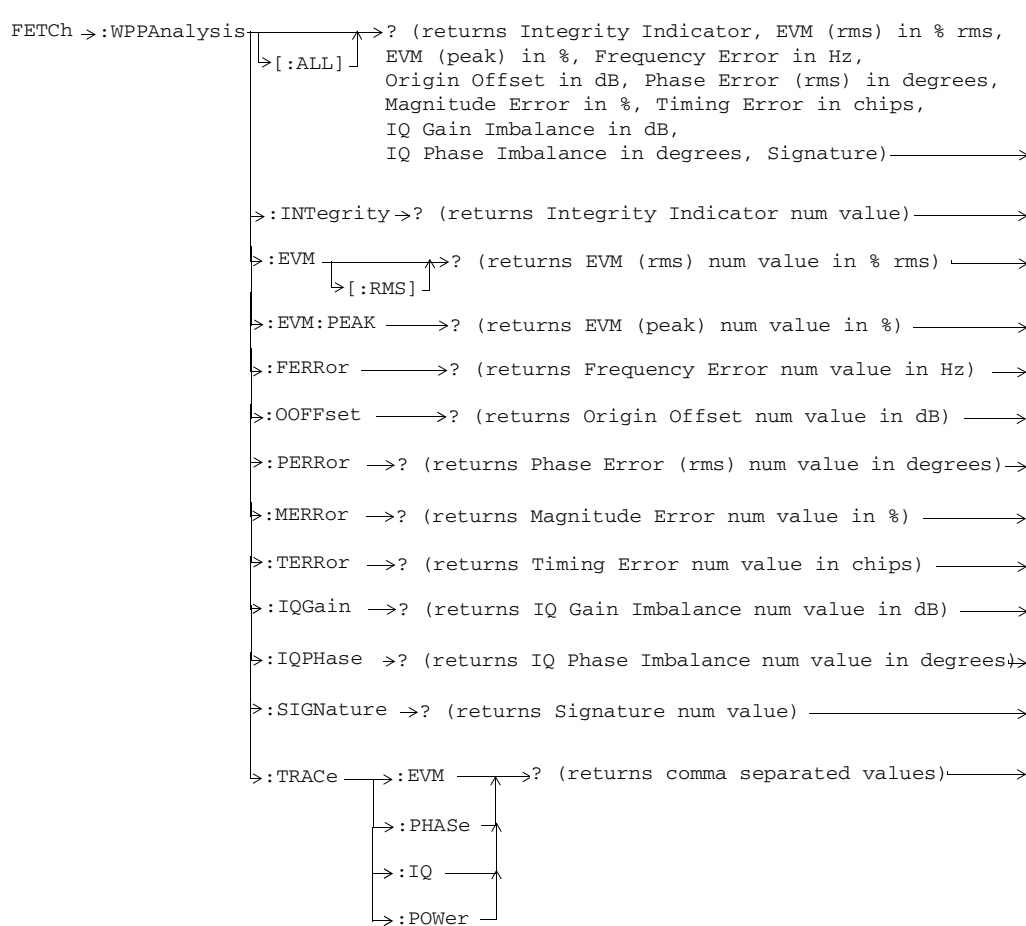 FETCh :WPPAnalysis ? (returns Integrity Indicator, EVM (rms) in % rms,
[:ALL] EVM (peak) in %, Frequency Error in Hz,
Origin Offset in dB, Phase Error (rms) in degrees,
Magnitude Error in %, Timing Error in chips,
IQ Gain Imbalance in dB,
IQ Phase Imbalance in degrees, Signature)
:INTegrity ? (returns Integrity Indicator num value)
:EVM ? (returns EVM (rms) num value in % rms)
[:RMS]
:EVM:PEAK ? (returns EVM (peak) num value in %)
:FERRor ? (returns Frequency Error num value in Hz)
:OOFFset ? (returns Origin Offset num value in dB)
:PERRor ? (returns Phase Error (rms) num value in degrees)
:MERRor ? (returns Magnitude Error num value in %)
:TERRor ? (returns Timing Error num value in chips)
:IQGain ? (returns IQ Gain Imbalance num value in dB)
:IQPHase ? (returns IQ Phase Imbalance num value in degrees)
:SIGNature ? (returns Signature num value)
:TRACe :EVM ? (returns comma separated values)
:PHASe
:IQ
:POWer